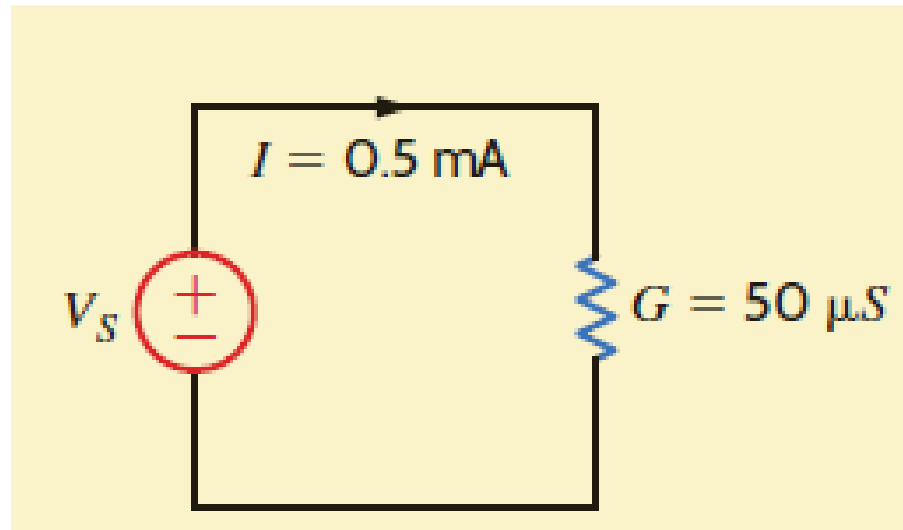 I = 0.5 mA
+
V_S
−
G = 50 μS